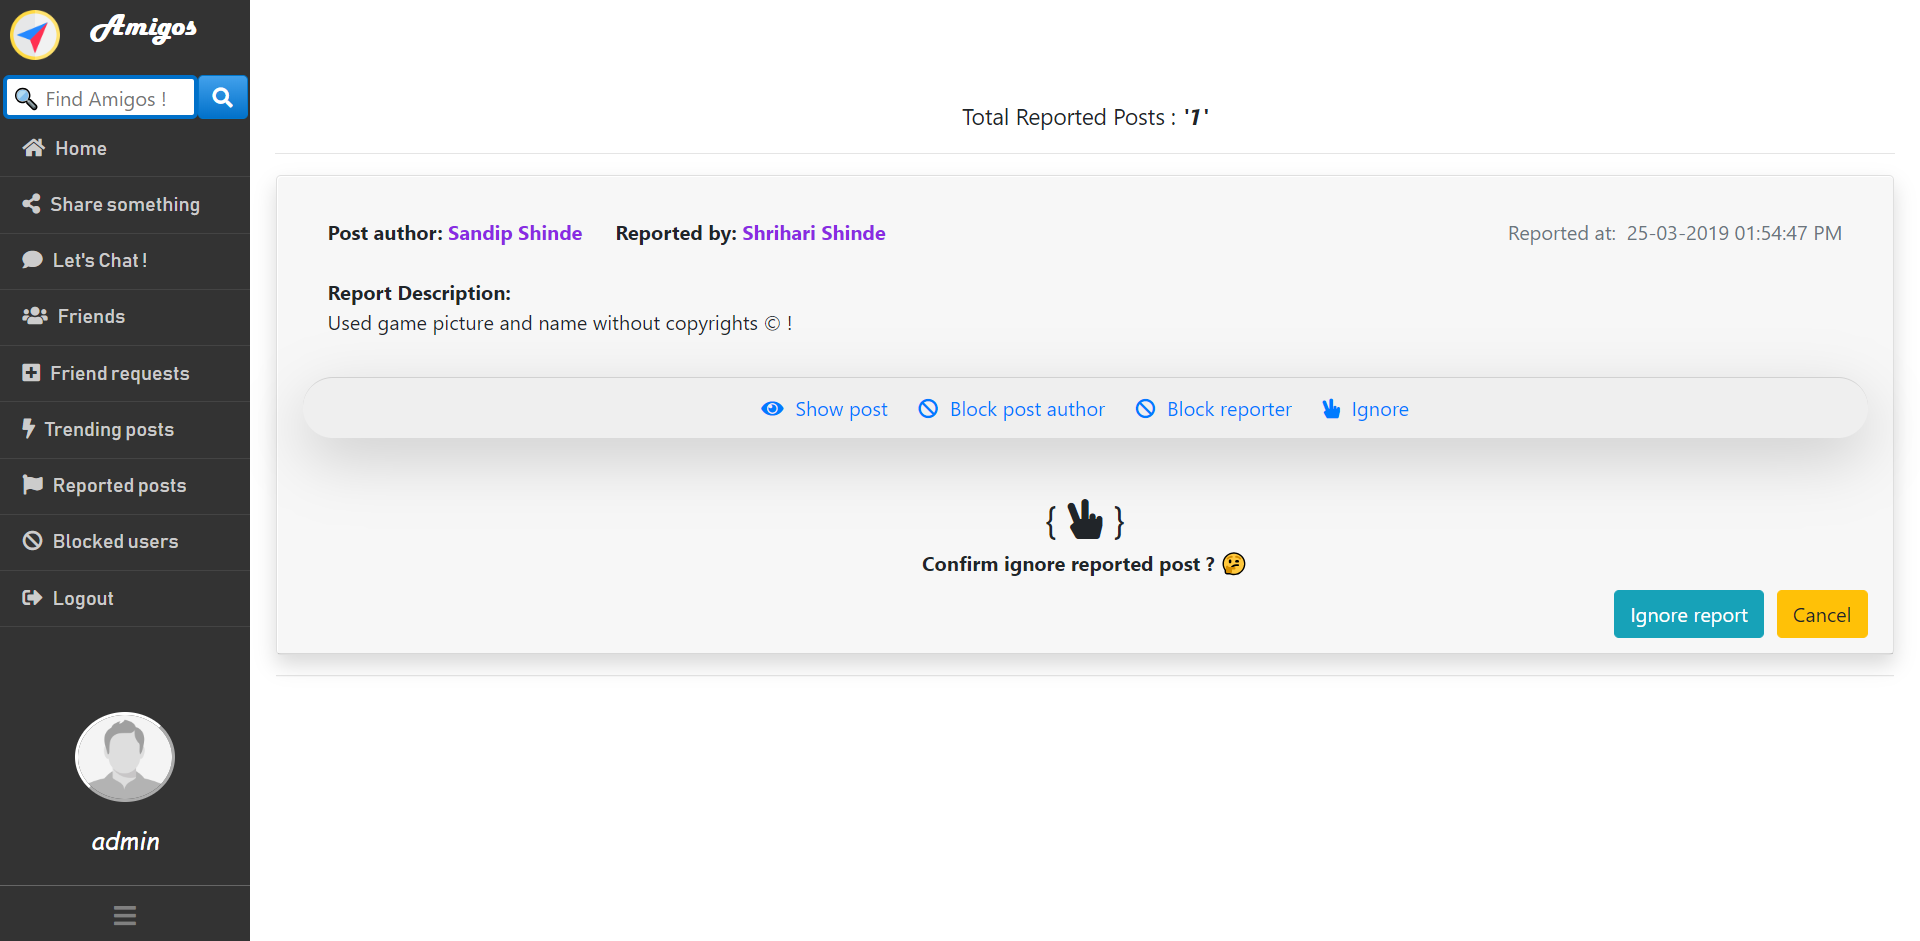 Amigos
🔍 Find Amigos !
Home
Share something
Let's Chat !
Friends
Friend requests
Trending posts
Reported posts
Blocked users
Logout
admin
Total Reported Posts : '1'
Post author: Sandip Shinde Reported by: Shrihari Shinde Reported at: 25-03-2019 01:54:47 PM
Report Description:
Used game picture and name without copyrights © !
Show post Block post author Block reporter Ignore
{ }
Confirm ignore reported post ? 🤔
Ignore report Cancel